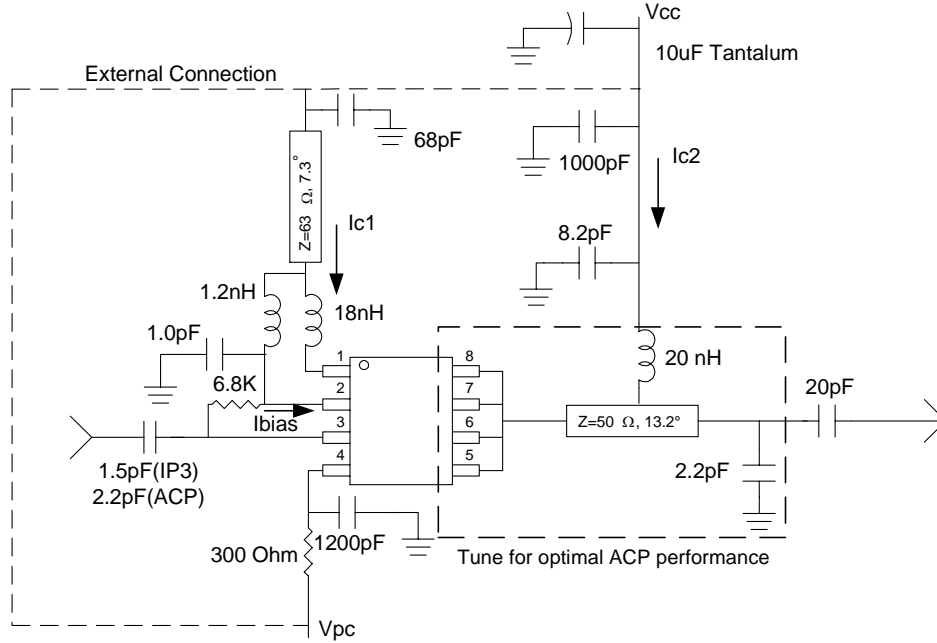 Vcc
10uF Tantalum
External Connection
68pF
1000pF
Z=63 Ω, 7.3°
Ic2
Ic1
8.2pF
1.2nH
18nH
1.0pF
20 nH
6.8K
1
8
2
7
20pF
Ibias
3
6
Z=50 Ω, 13.2°
4
5
1.5pF(IP3)
2.2pF(ACP)
2.2pF
1200pF
300 Ohm
Tune for optimal ACP performance
Vpc